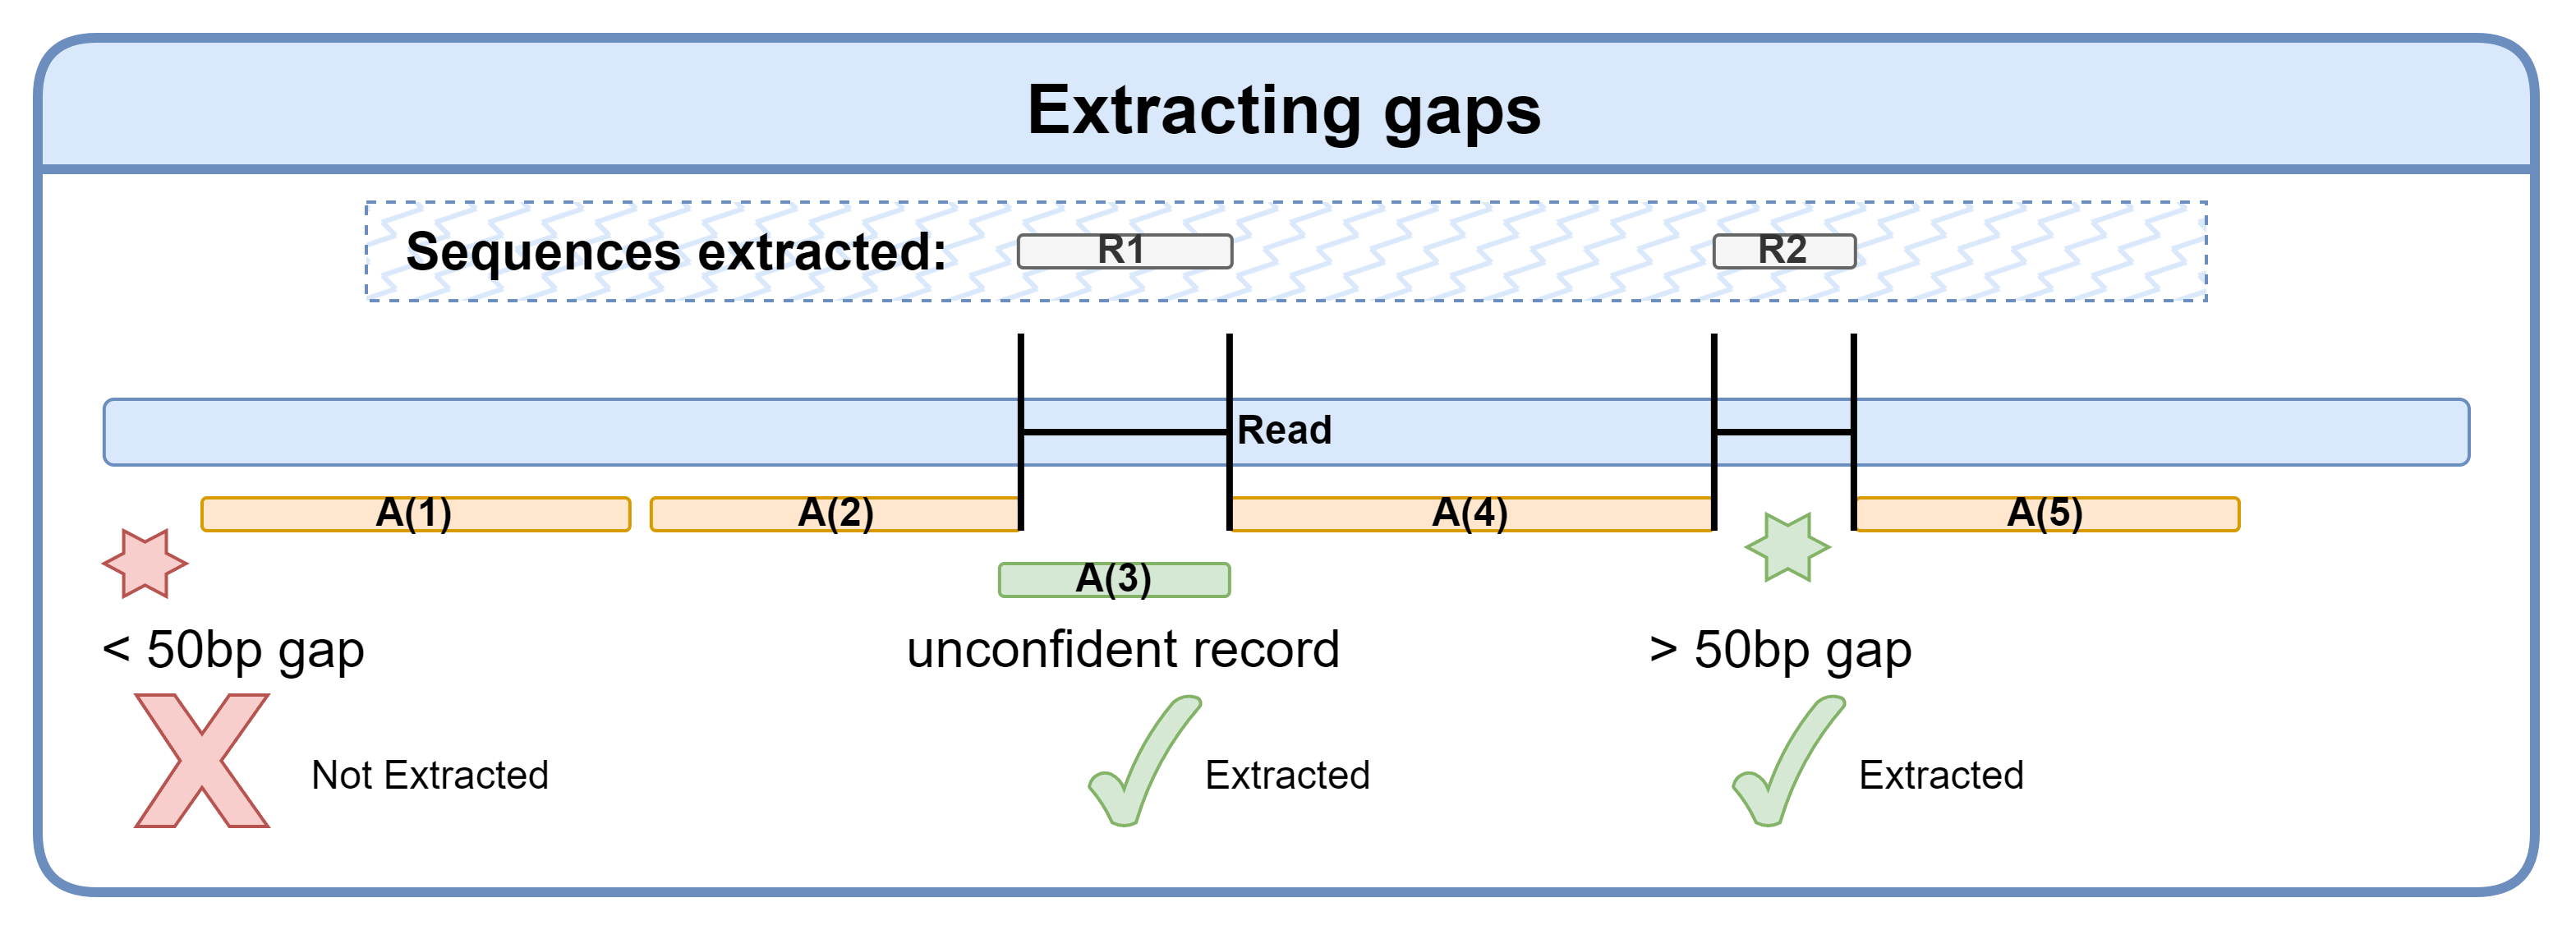 Extracting gaps
Sequences extracted:
R1
R2
Read
A(1)
A(2)
A(4)
A(5)
A(3)
< 50bp gap
unconfident record
> 50bp gap
Not Extracted
Extracted
Extracted